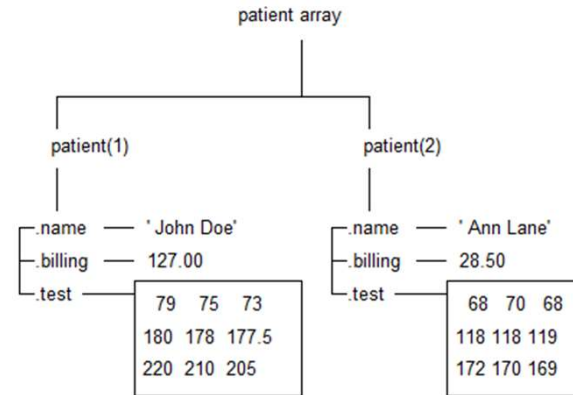 patient array
patient(1)
.name ' John Doe'
.billing 127.00
.test
79 75 73
180 178 177.5
220 210 205
patient(2)
.name ' Ann Lane'
.billing 28.50
.test
68 70 68
118 118 119
172 170 169